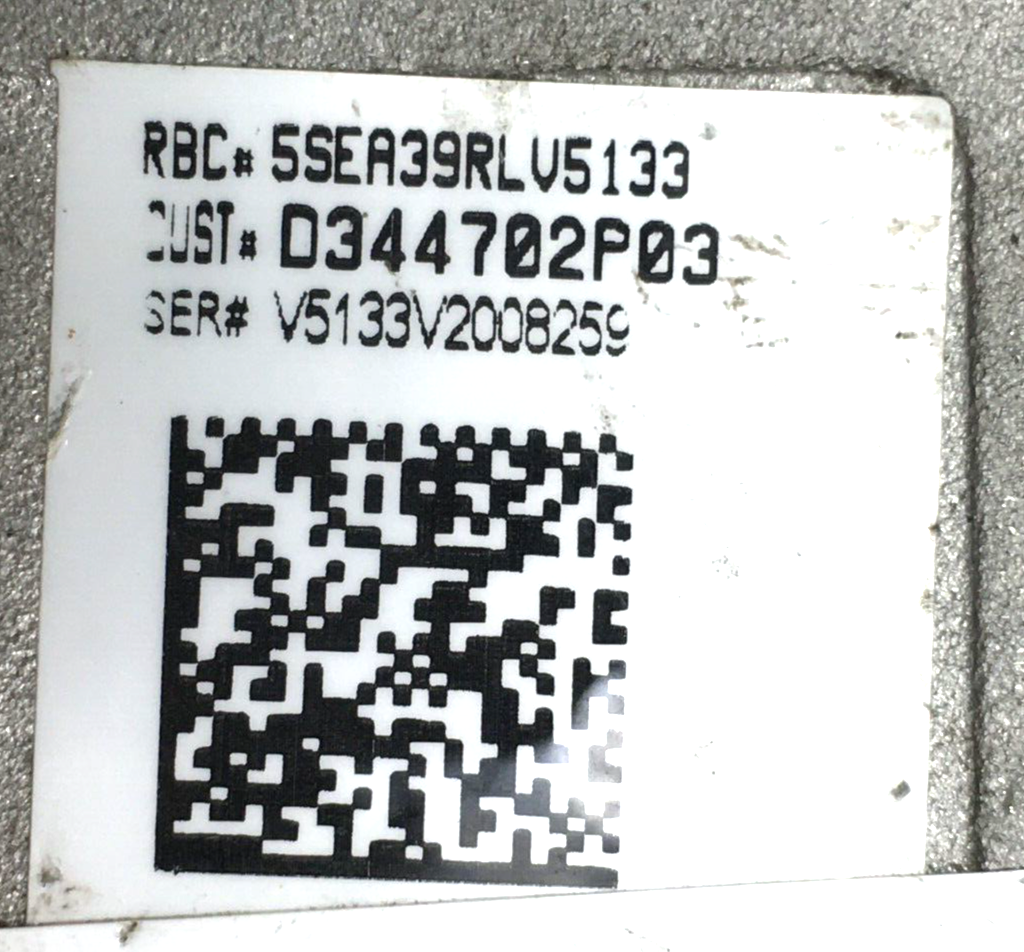 RBC# 5SEA39RLV5133
CUST# D344702P03
SER# V5133V2008259